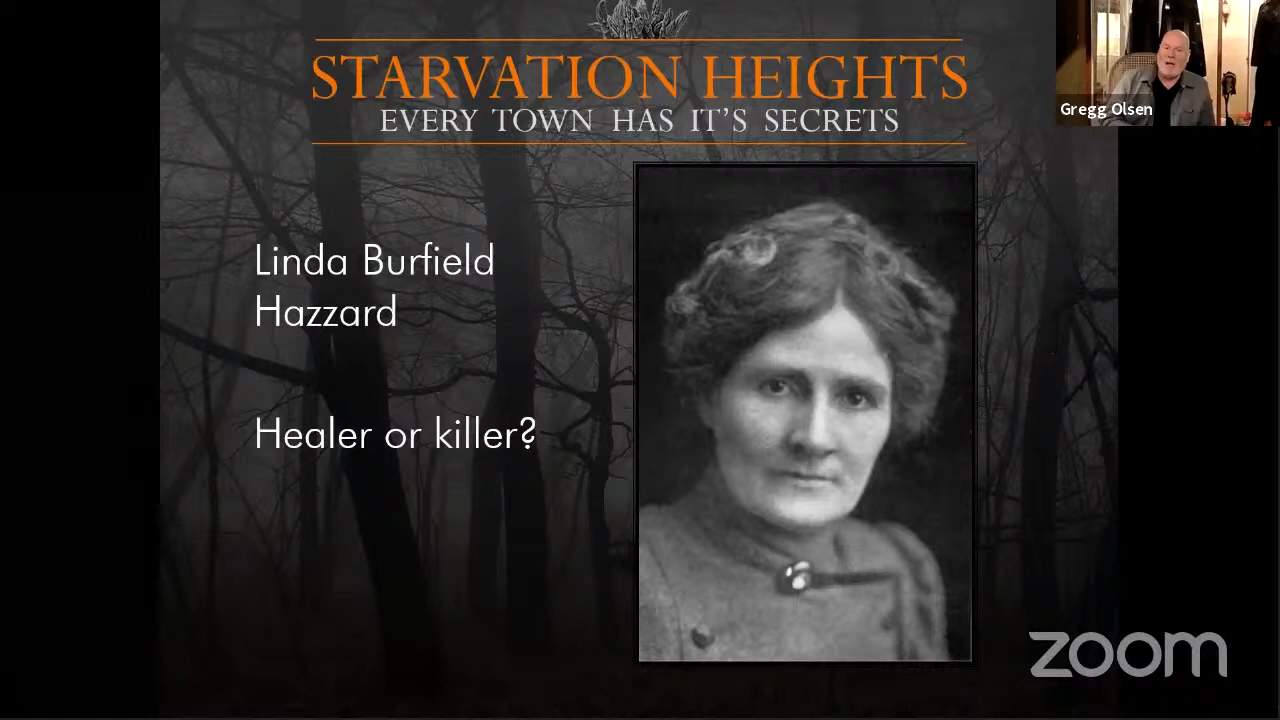 STARVATION HEIGHTS
EVERY TOWN HAS IT'S SECRETS
Gregg Olsen
Linda Burfield
Hazzard
Healer or killer?
zoom